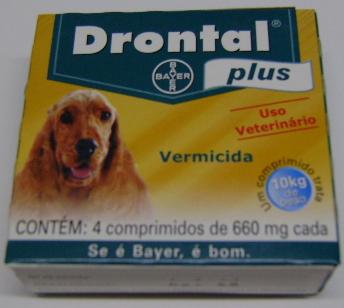 Drontal®
plus
BAYER
BAYER
Uso
Veterinário
Vermicida
Um comprimido trata
10kg
de
peso
CONTÉM: 4 comprimidos de 660 mg cada
Se é Bayer, é bom.